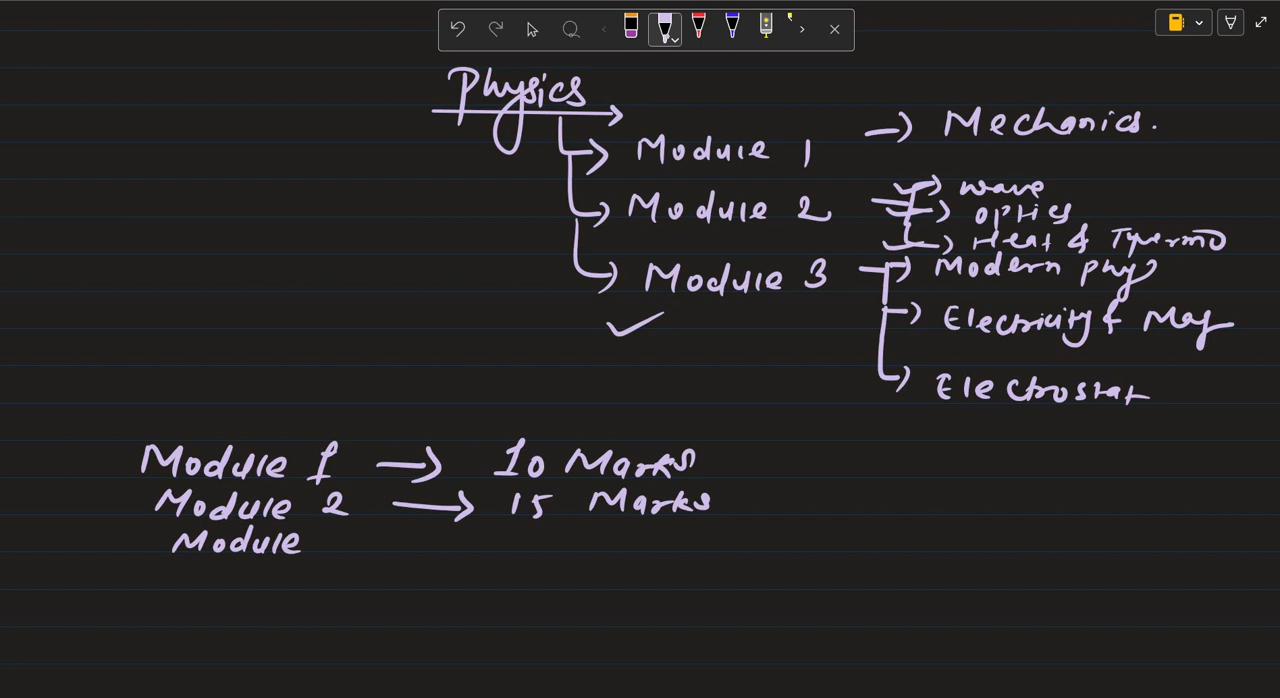 Physics
Module 1 → Mechanics.
Module 2 → wave
→ optics
→ Heat & Thermo
Module 3 → Modern phy
→ Electricity & Mag
→ Electrostat
Module 1 → 10 Marks
Module 2 → 15 Marks
Module